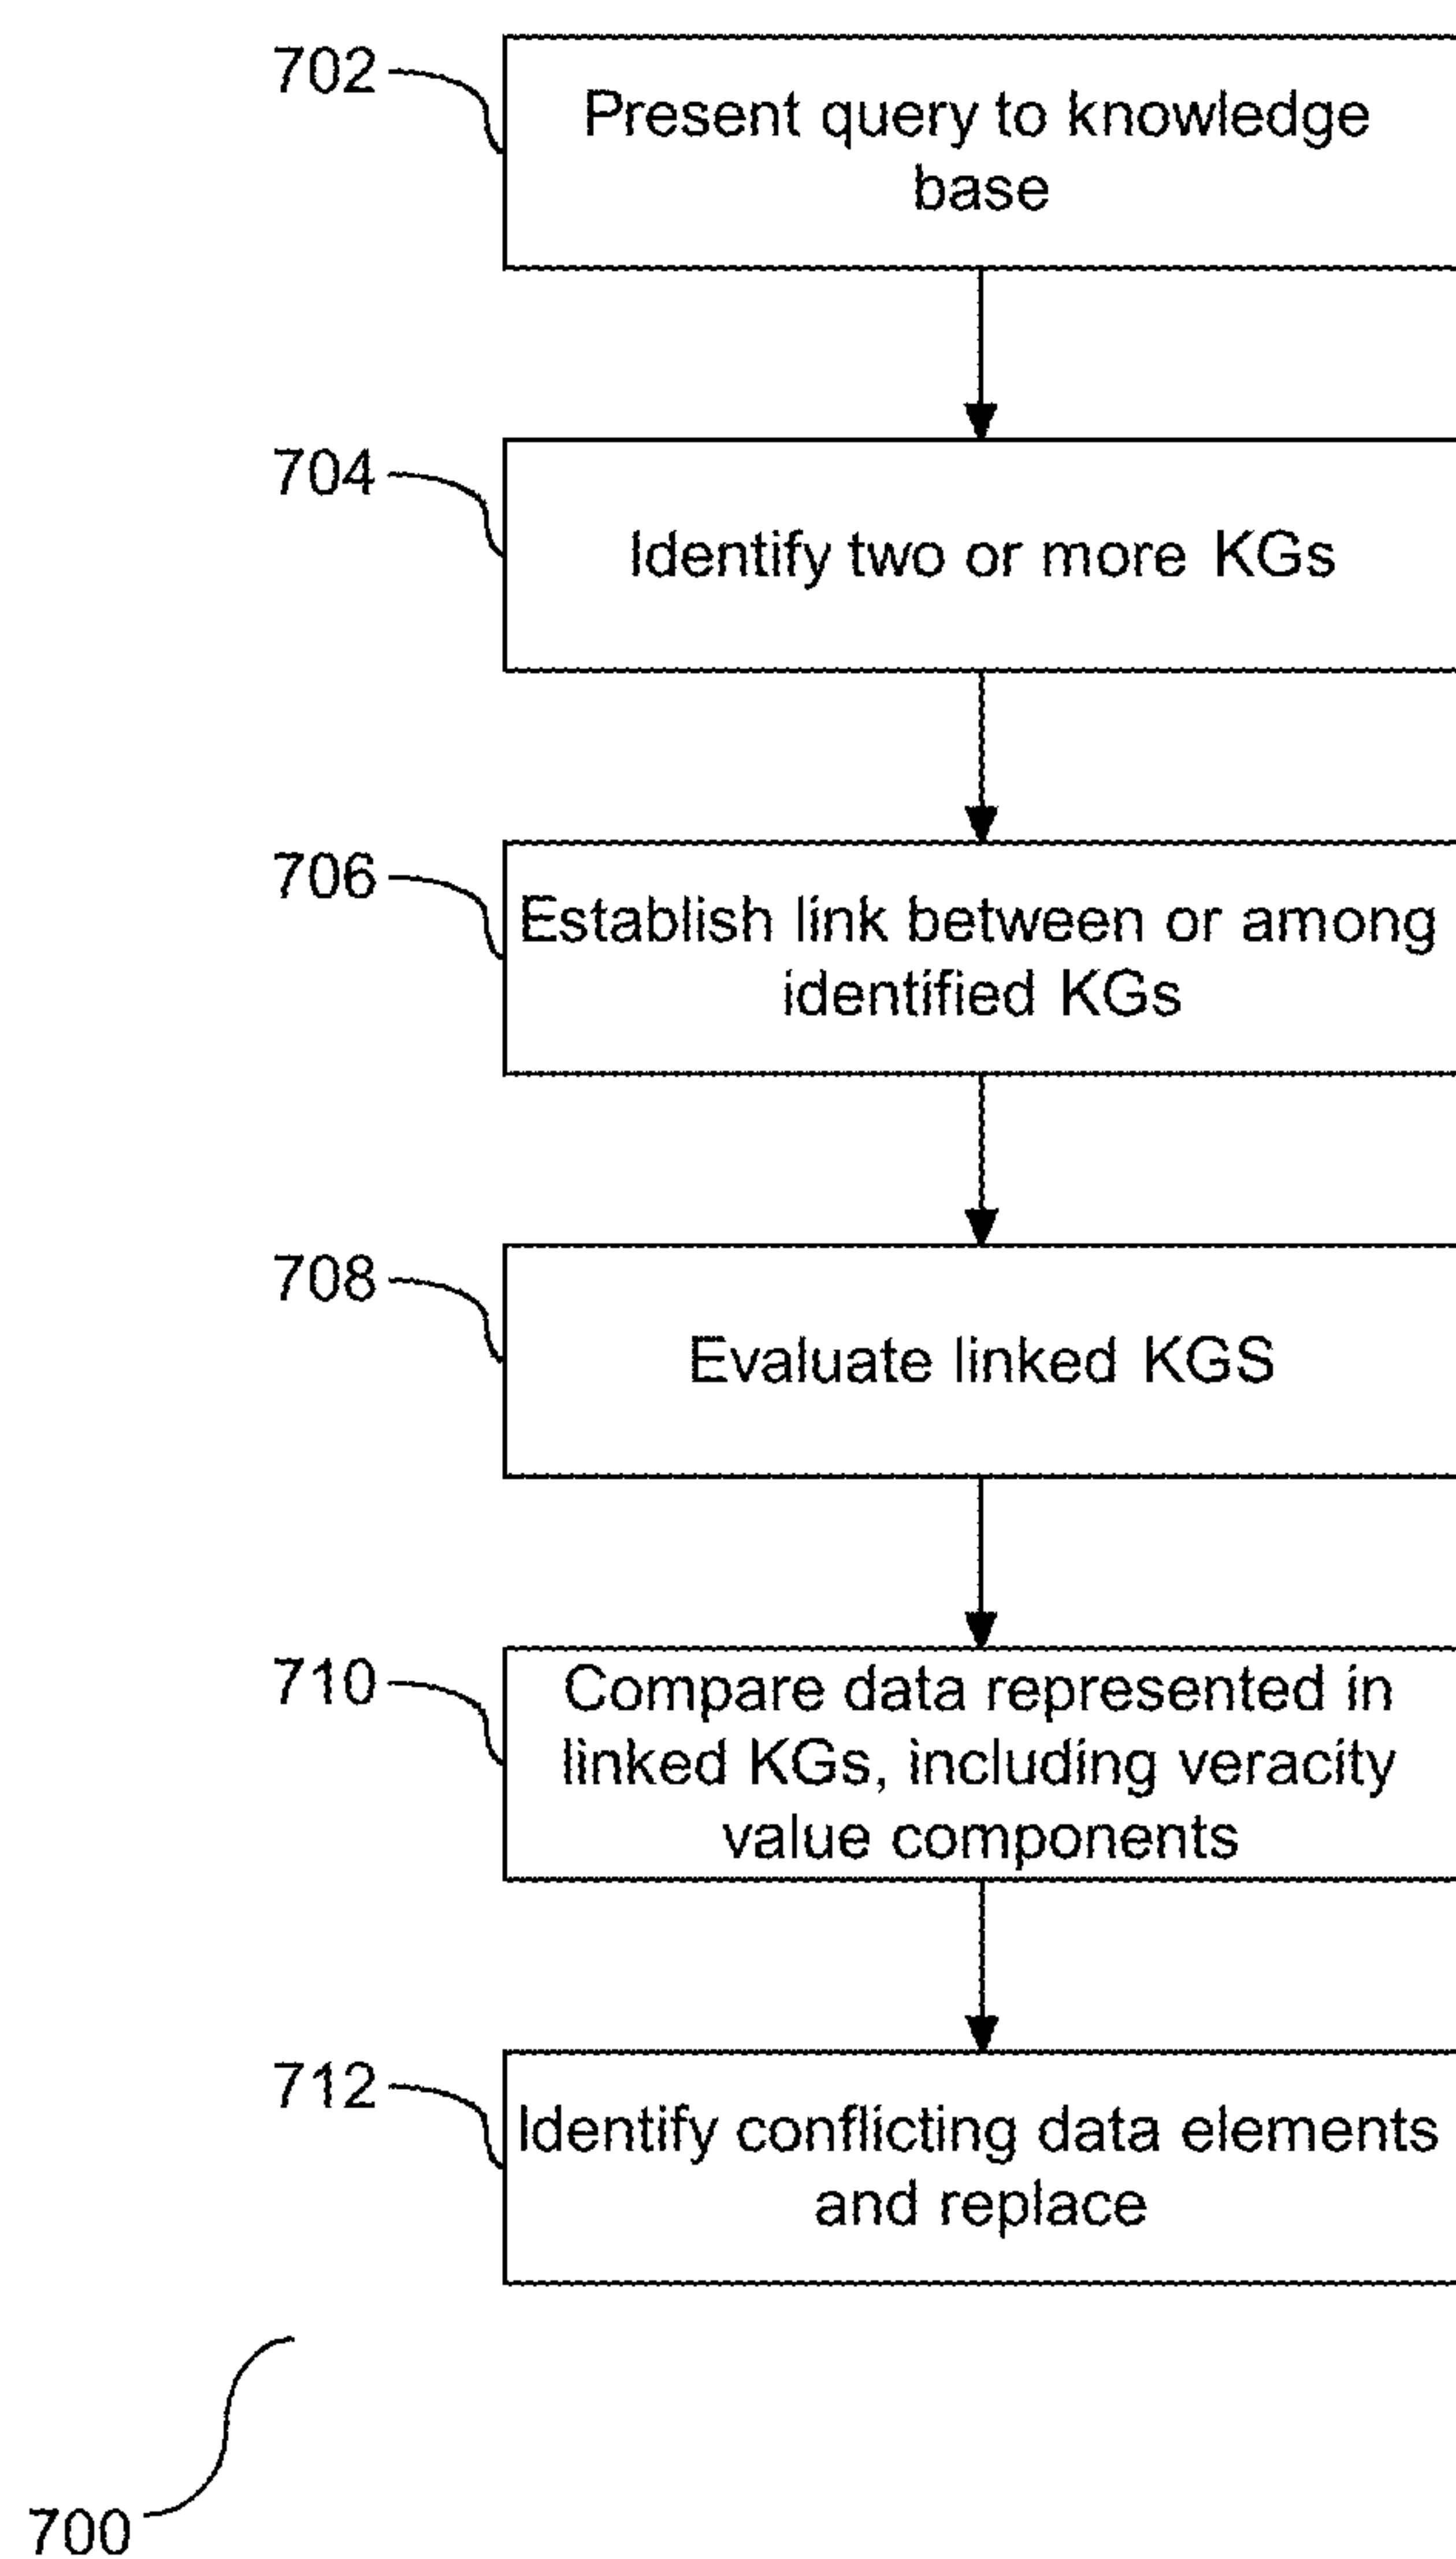 702
Present query to knowledge
base
704
Identify two or more KGs
706
Establish link between or among
identified KGs
708
Evaluate linked KGS
710
Compare data represented in
linked KGs, including veracity
value components
712
Identify conflicting data elements
and replace
700